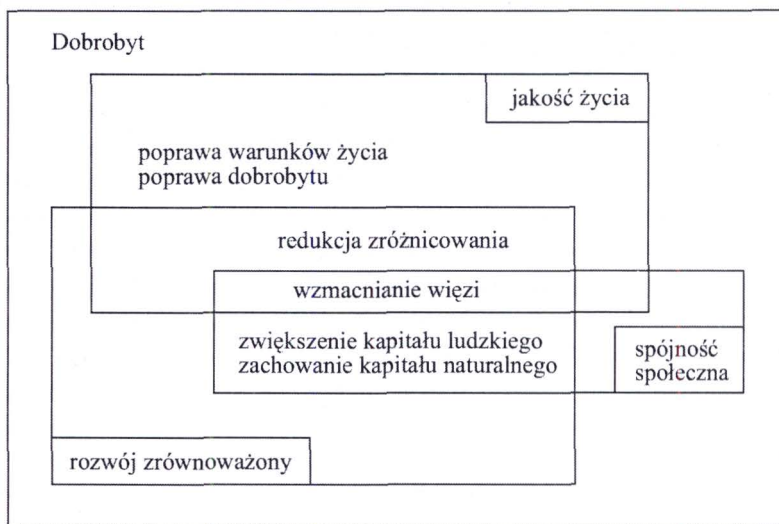 Dobrobyt
jakość życia
poprawa warunków życia
poprawa dobrobytu
redukcja zróżnicowania
wzmacnianie więzi
zwiększenie kapitału ludzkiego
zachowanie kapitału naturalnego
spójność
społeczna
rozwój zrównoważony